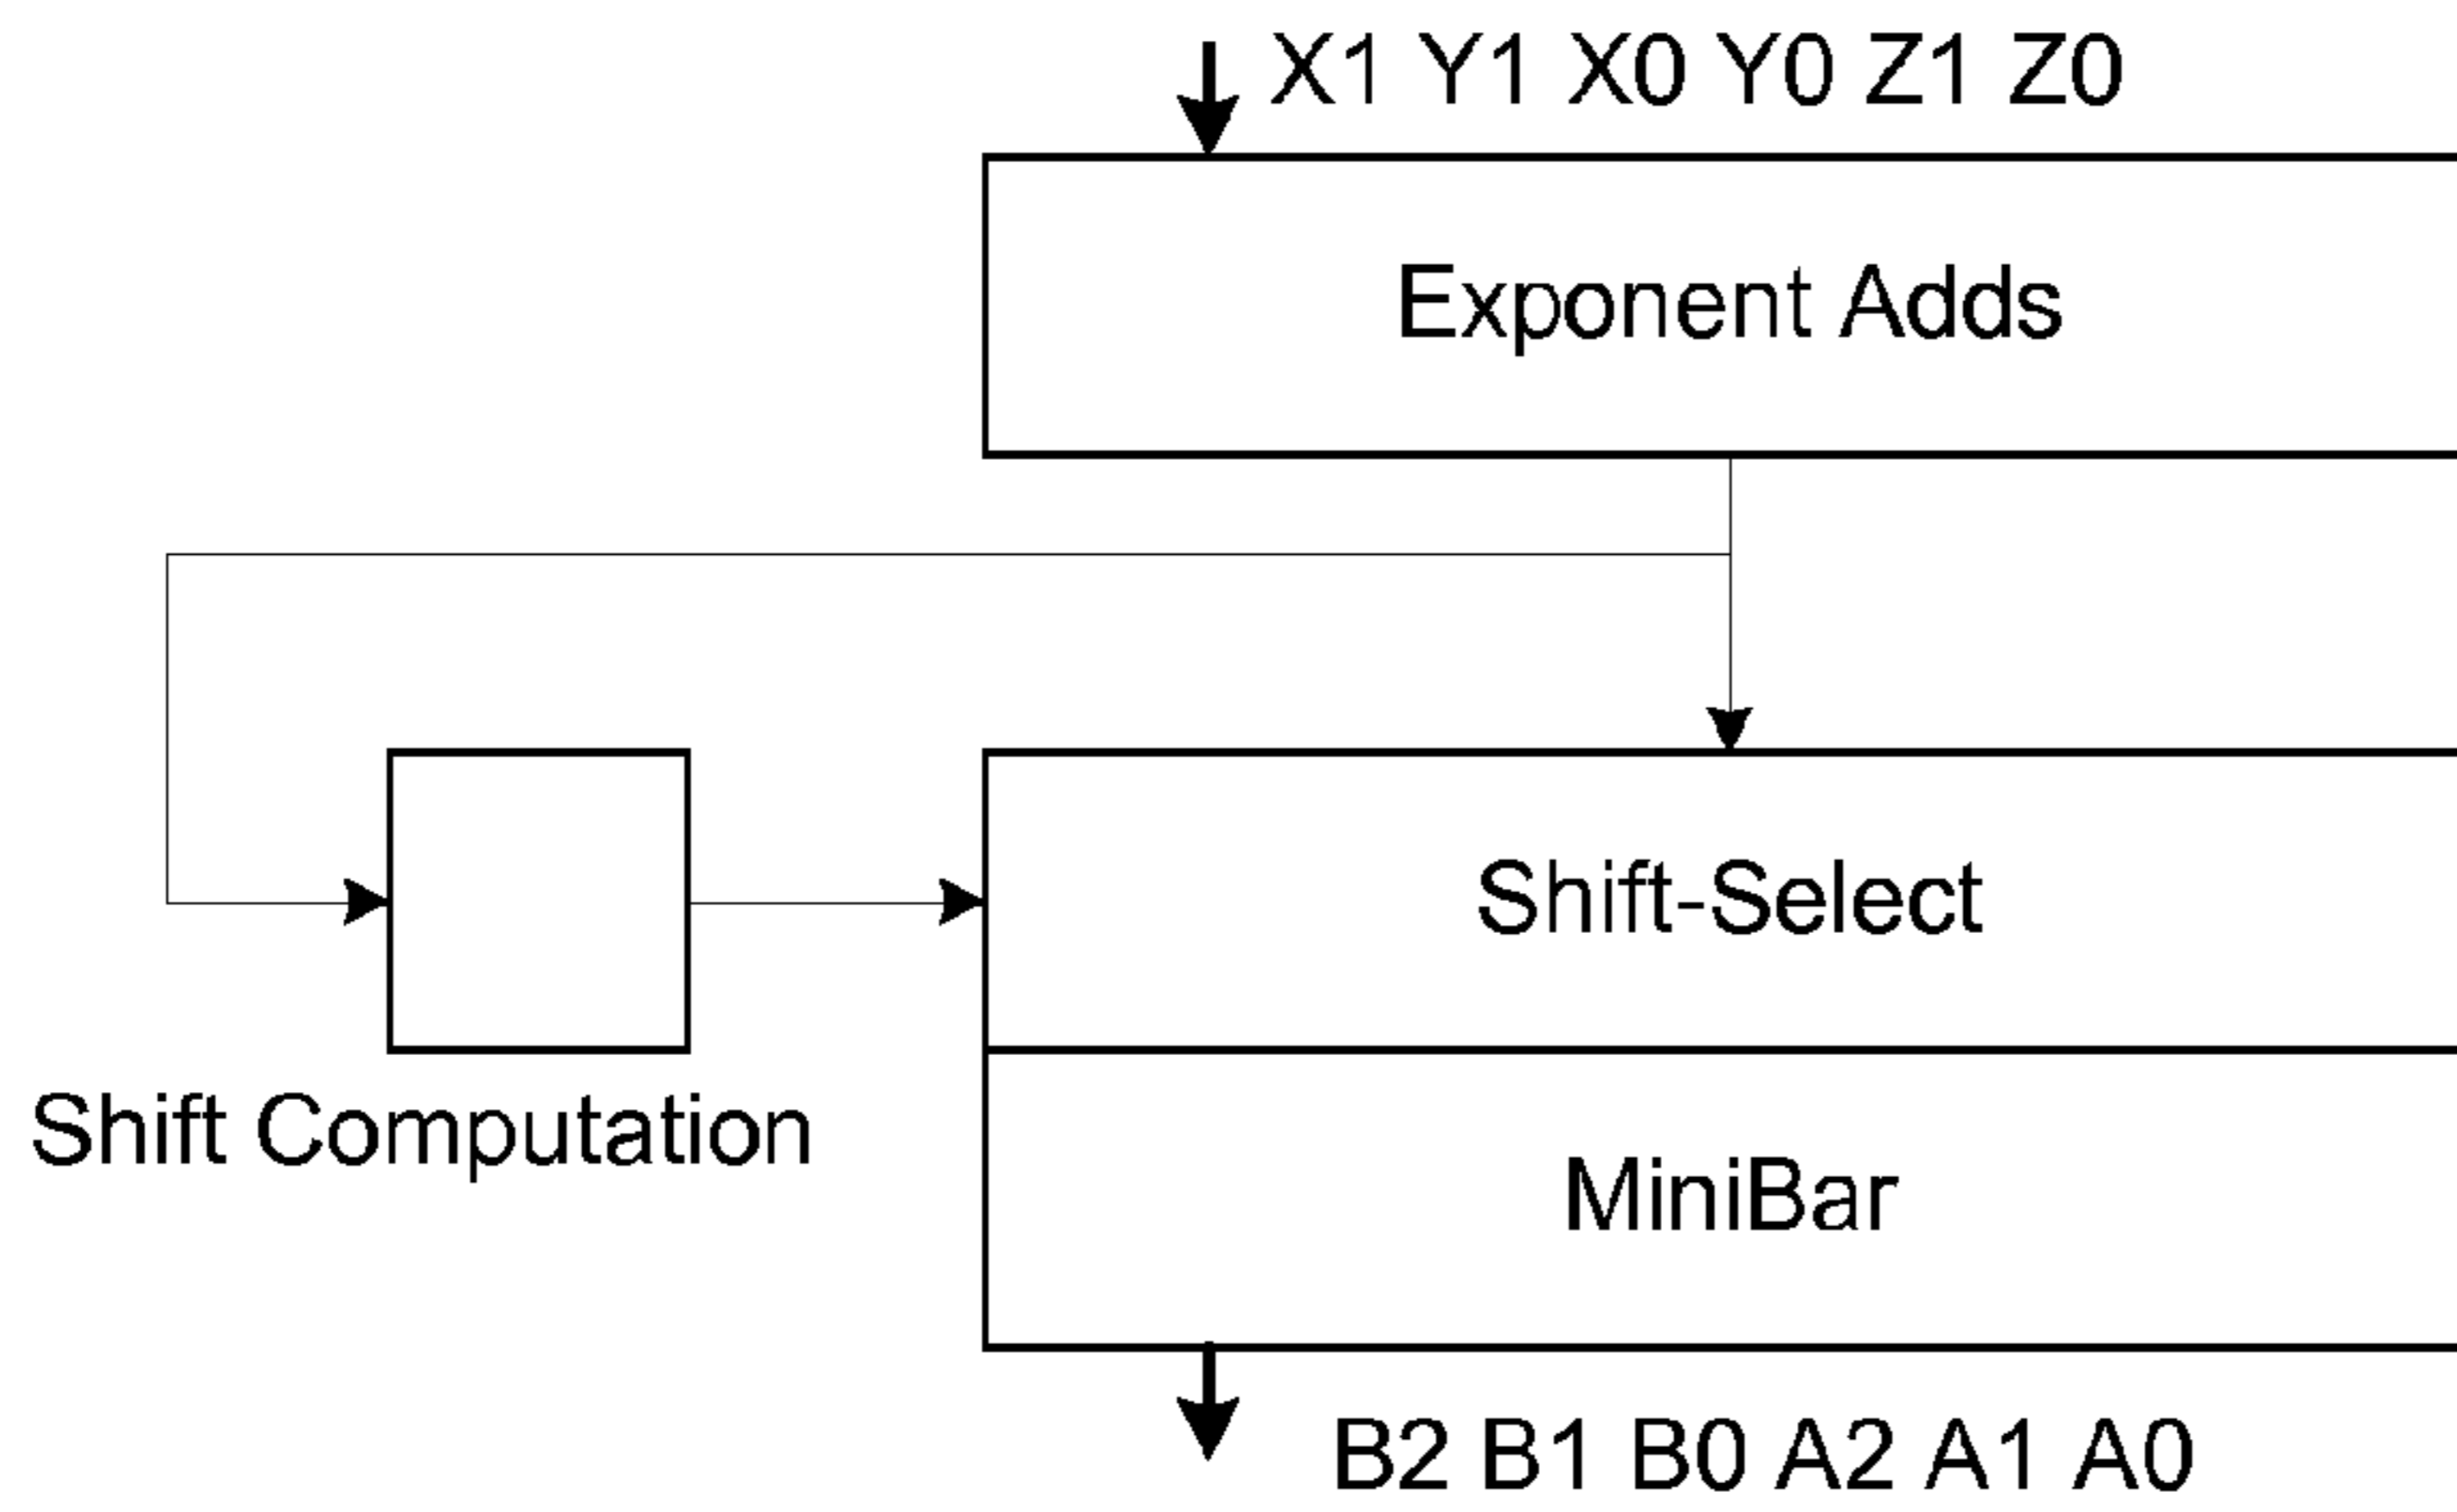 X1 Y1 X0 Y0 Z1 Z0
Exponent Adds
Shift-Select
Shift Computation
MiniBar
B2 B1 B0 A2 A1 A0